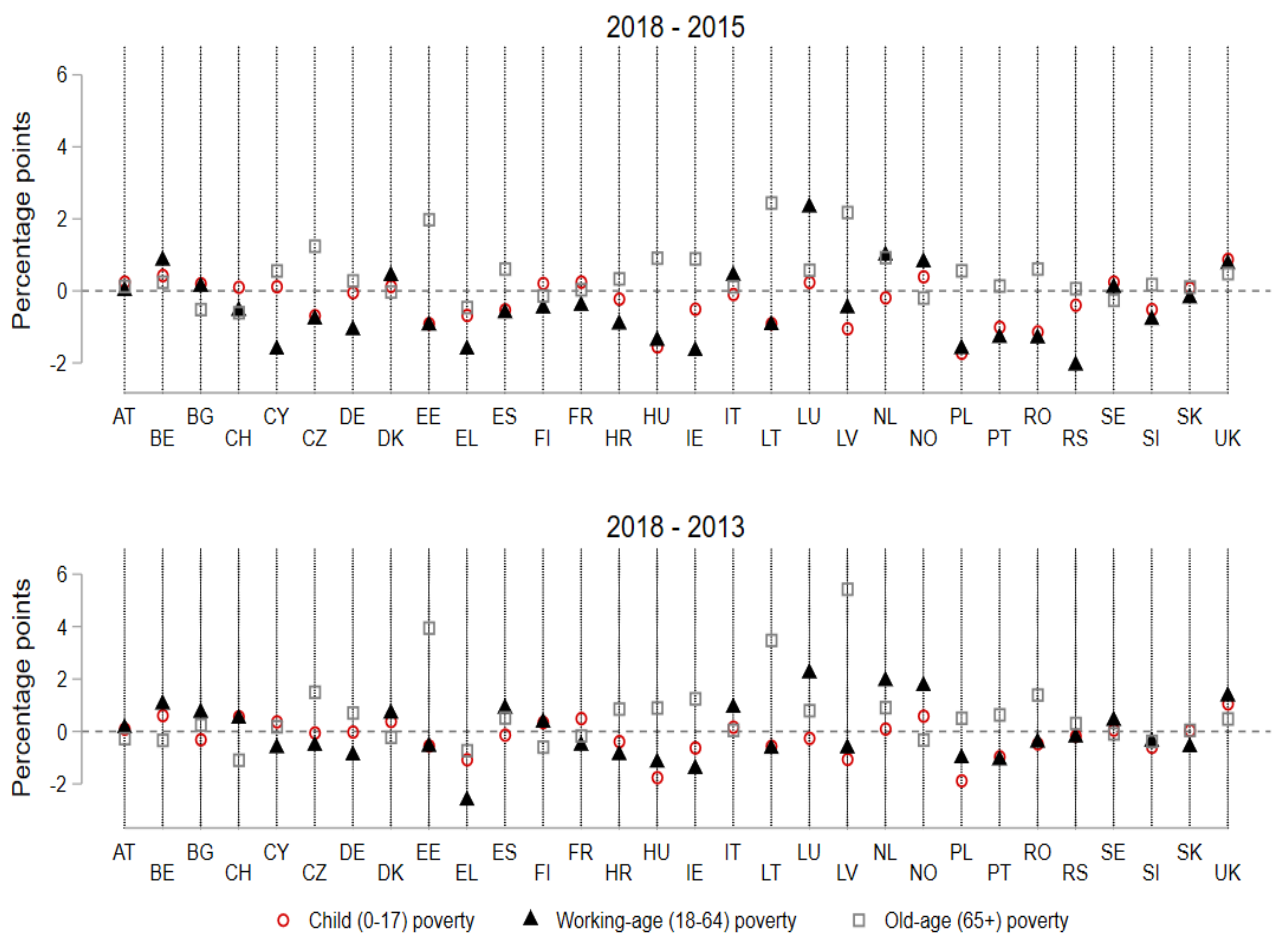 2018 - 2015
Percentage points
6
4
2
0
-2
AT BE BG CH CY CZ DE DK EE EL ES FI FR HR HU IE IT LT LU LV NL NO PL PT RO RS SE SI SK UK
2018 - 2013
Percentage points
6
4
2
0
-2
AT BE BG CH CY CZ DE DK EE EL ES FI FR HR HU IE IT LT LU LV NL NO PL PT RO RS SE SI SK UK
Child (0-17) poverty Working-age (18-64) poverty Old-age (65+) poverty